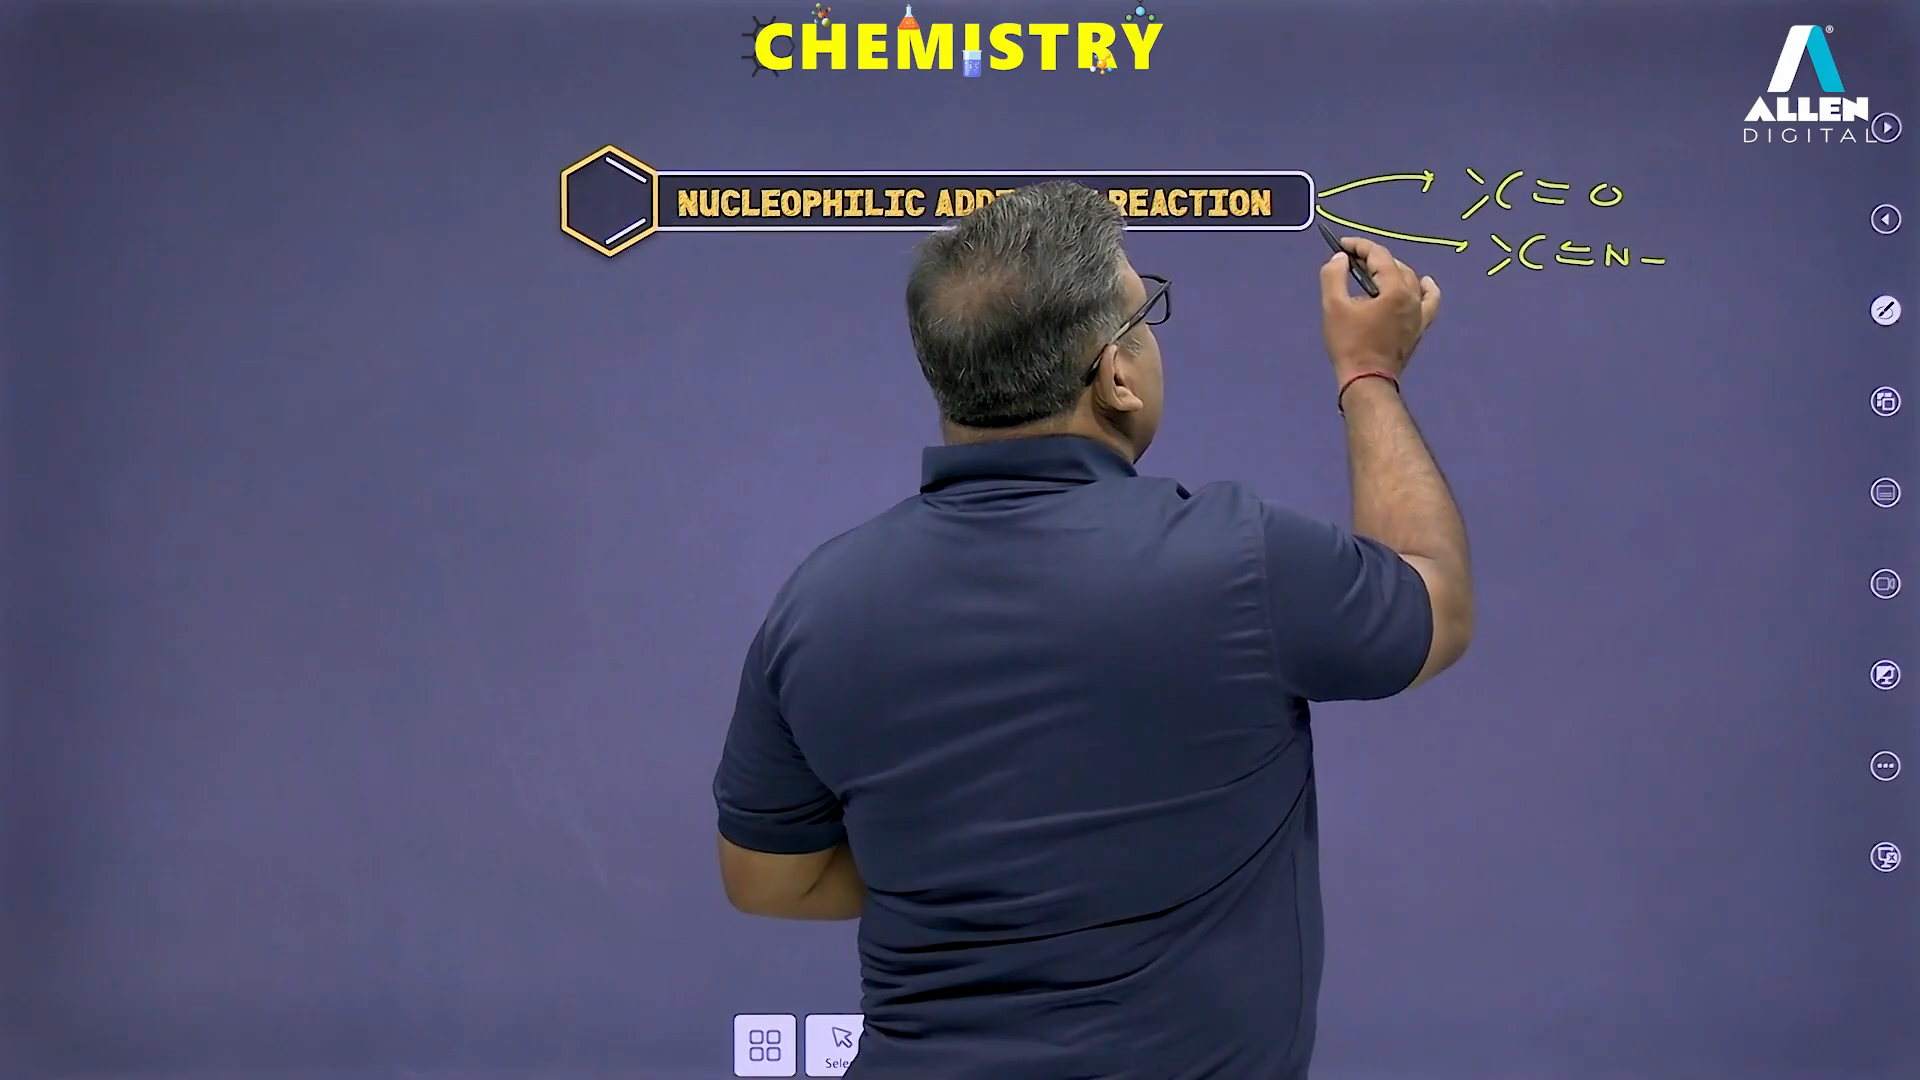 CHEMISTRY
ALLEN
DIGITAL
NUCLEOPHILIC ADD REACTION
>C=O
>C=N-
Sele